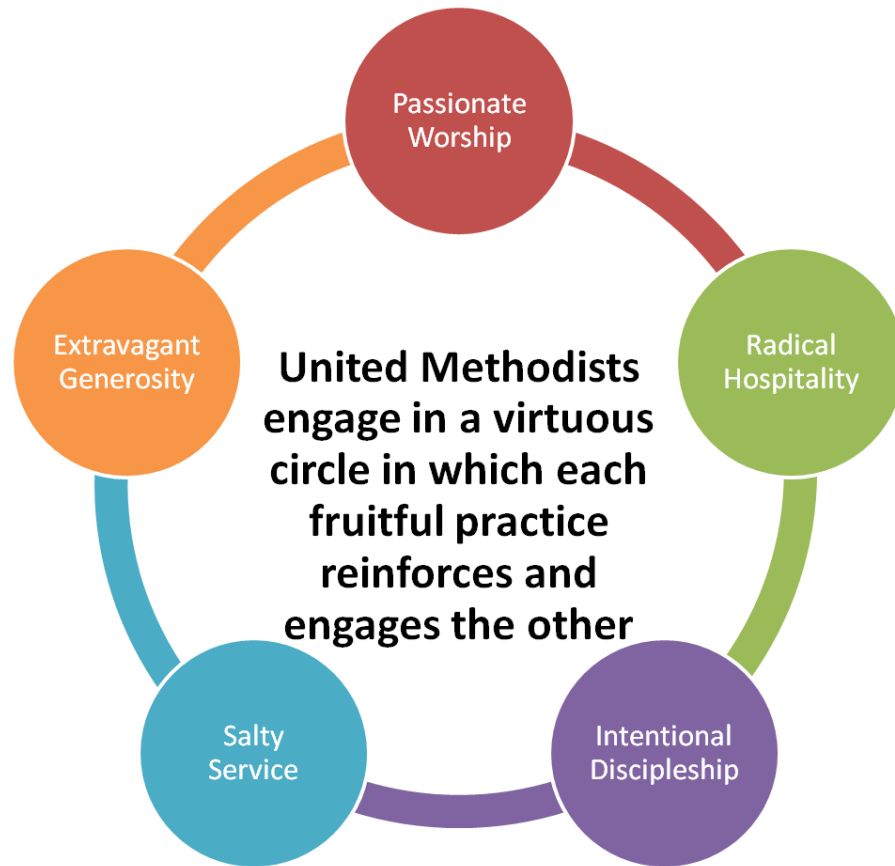 Passionate
Worship
Radical
Hospitality
Intentional
Discipleship
Salty
Service
Extravagant
Generosity
United Methodists
engage in a virtuous
circle in which each
fruitful practice
reinforces and
engages the other